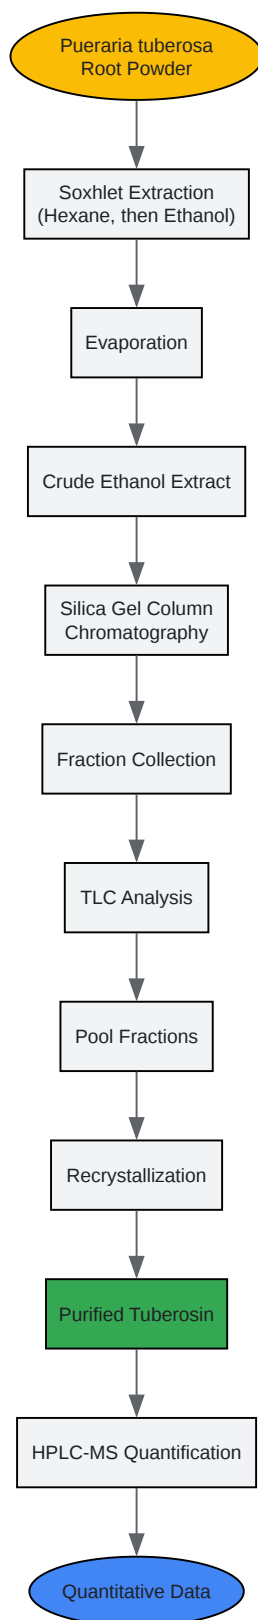 Pueraria tuberosa
Root Powder
Soxhlet Extraction
(Hexane, then Ethanol)
Evaporation
Crude Ethanol Extract
Silica Gel Column
Chromatography
Fraction Collection
TLC Analysis
Pool Fractions
Recrystallization
Purified Tuberosin
HPLC-MS Quantification
Quantitative Data